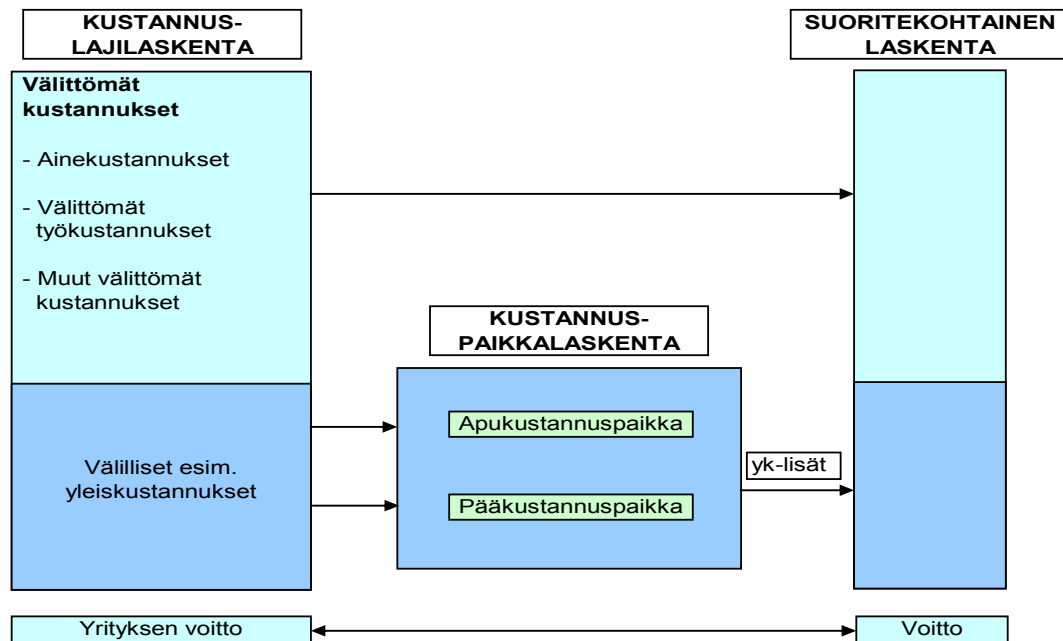 KUSTANNUS-
LAJILASKENTA
SUORITEKOHTAINEN
LASKENTA
Välittömät
kustannukset
- Ainekustannukset
- Välittömät
työkustannukset
- Muut välittömät
kustannukset
KUSTANNUS-
PAIKKALASKENTA
Apukustannuspaikka
Välilliset esim.
yleiskustannukset
yk-lisät
Pääkustannuspaikka
Yrityksen voitto
Voitto